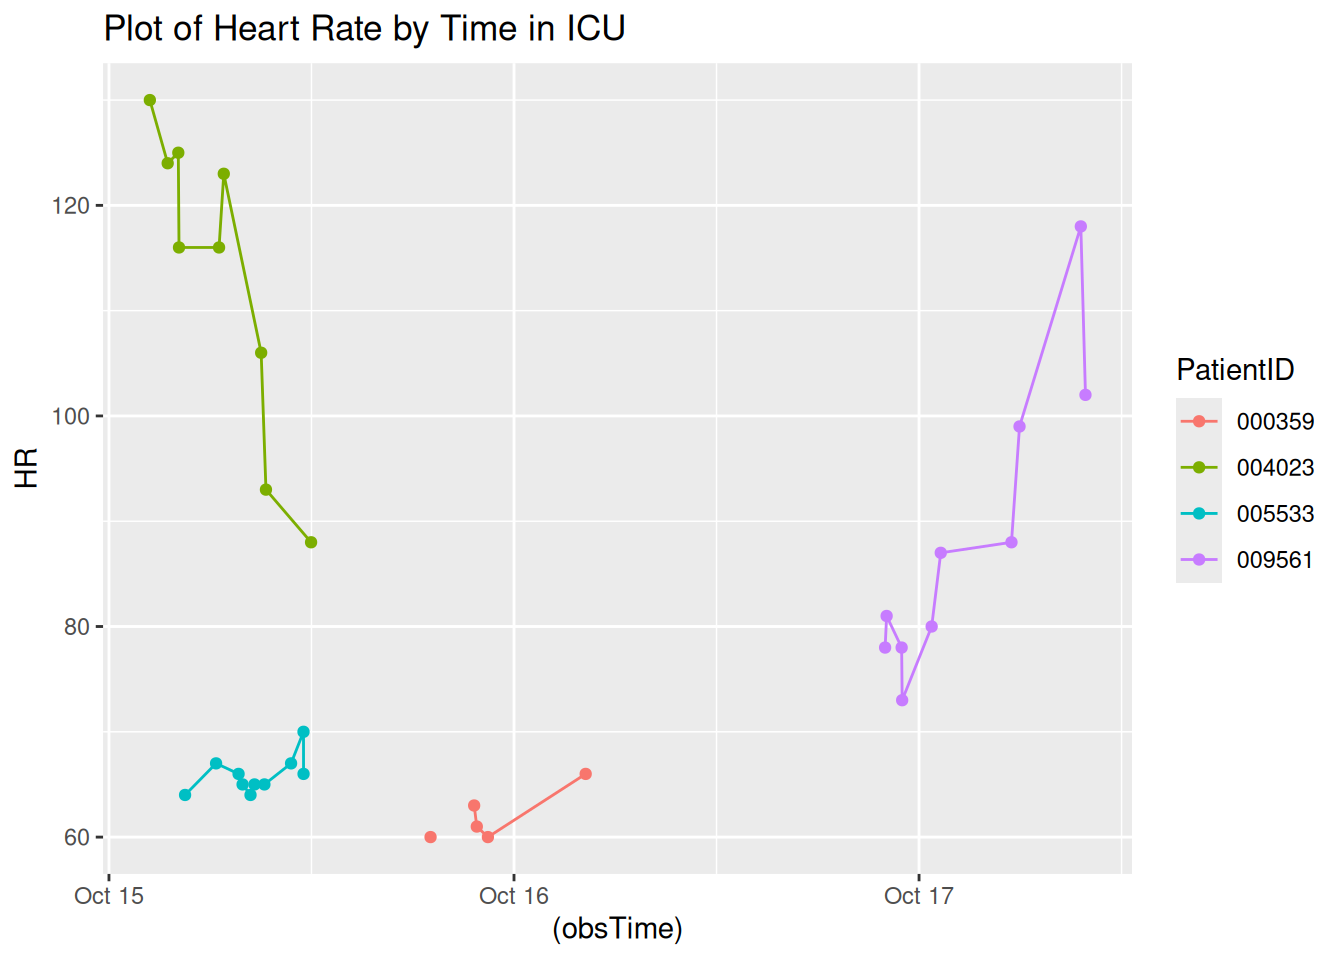 Plot of Heart Rate by Time in ICU
120
100
80
60
HR
Oct 15
Oct 16
Oct 17
(obsTime)
PatientID
000359
004023
005533
009561